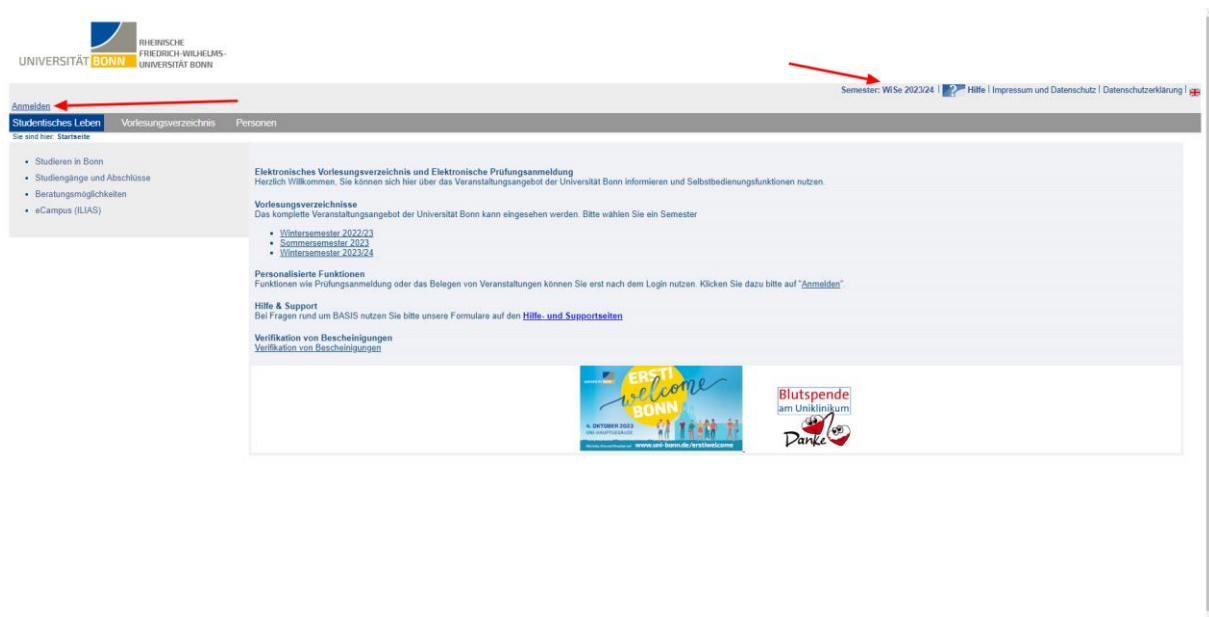 RHEINISCHE
FRIEDRICH-WILHELMS-
UNIVERSITÄT BONN
UNIVERSITÄT BONN
Semester: WiSe 2023/24 | Hilfe | Impressum und Datenschutz | Datenschutzerklärung |
Anmelden
Studentisches Leben Vorlesungsverzeichnis Personen
Sie sind hier: Startseite
Studieren in Bonn
Studiengänge und Abschlüsse
Beratungsmöglichkeiten
eCampus (ILIAS)
Elektronisches Vorlesungsverzeichnis und Elektronische Prüfungsanmeldung
Herzlich Willkommen, Sie können sich hier über das Veranstaltungsangebot der Universität Bonn informieren und Selbstbedienungsfunktionen nutzen.
Vorlesungsverzeichnisse
Das komplette Veranstaltungsangebot der Universität Bonn kann eingesehen werden. Bitte wählen Sie ein Semester
Wintersemester 2022/23
Sommersemester 2023
Wintersemester 2023/24
Personalisierte Funktionen
Funktionen wie Prüfungsanmeldung oder das Belegen von Veranstaltungen können Sie erst nach dem Login nutzen. Klicken Sie dazu bitte auf "Anmelden".
Hilfe & Support
Bei Fragen rund um BASIS nutzen Sie bitte unsere Formulare auf den Hilfe- und Supportseiten
Verifikation von Bescheinigungen
Verifikation von Bescheinigungen
ERSTI
welcome
BONN
4. OKTOBER 2023
UNI-HAUPTGEBÄUDE
www.uni-bonn.de/erstiwelcome
Blutspende
am Uniklinikum
Danke